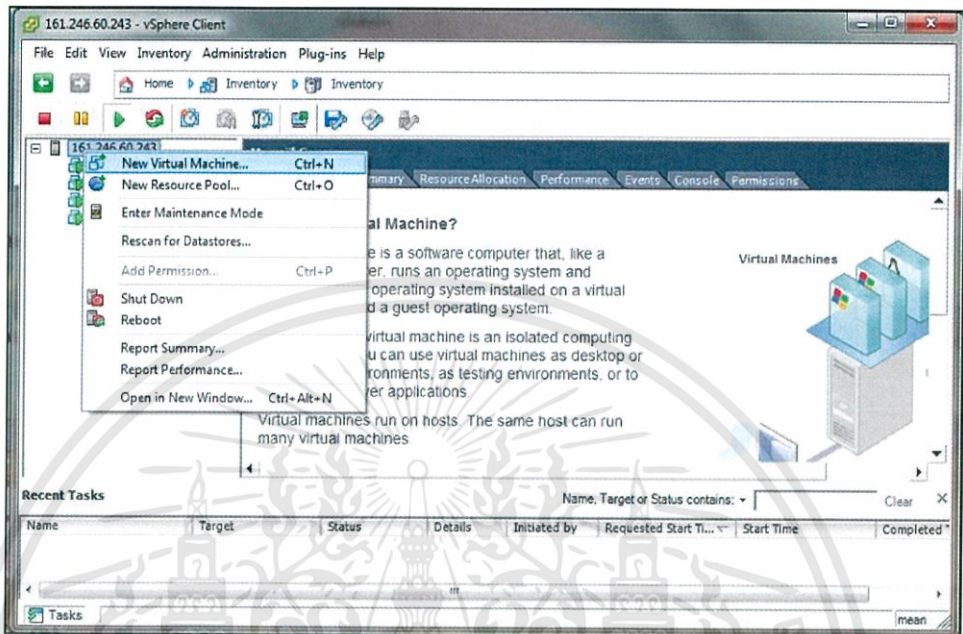 161.246.60.243 - vSphere Client
File Edit View Inventory Administration Plug-ins Help
Home Inventory Inventory
161.246.60.243
New Virtual Machine... Ctrl+N
New Resource Pool... Ctrl+O
Enter Maintenance Mode
Rescan for Datastores...
Add Permission... Ctrl+P
Shut Down
Reboot
Report Summary...
Report Performance...
Open in New Window... Ctrl+Alt+N
mmary Resource Allocation Performance Events Console Permissions
al Machine?
e is a software computer that, like a
er, runs an operating system and
operating system installed on a virtual
d a guest operating system.
virtual machine is an isolated computing
u can use virtual machines as desktop or
ronments, as testing environments, or to
ver applications.
Virtual machines run on hosts. The same host can run
many virtual machines
Virtual Machines
Recent Tasks
Name, Target or Status contains:
Clear
Name Target Status Details Initiated by Requested Start Ti... Start Time Completed
Tasks
mean